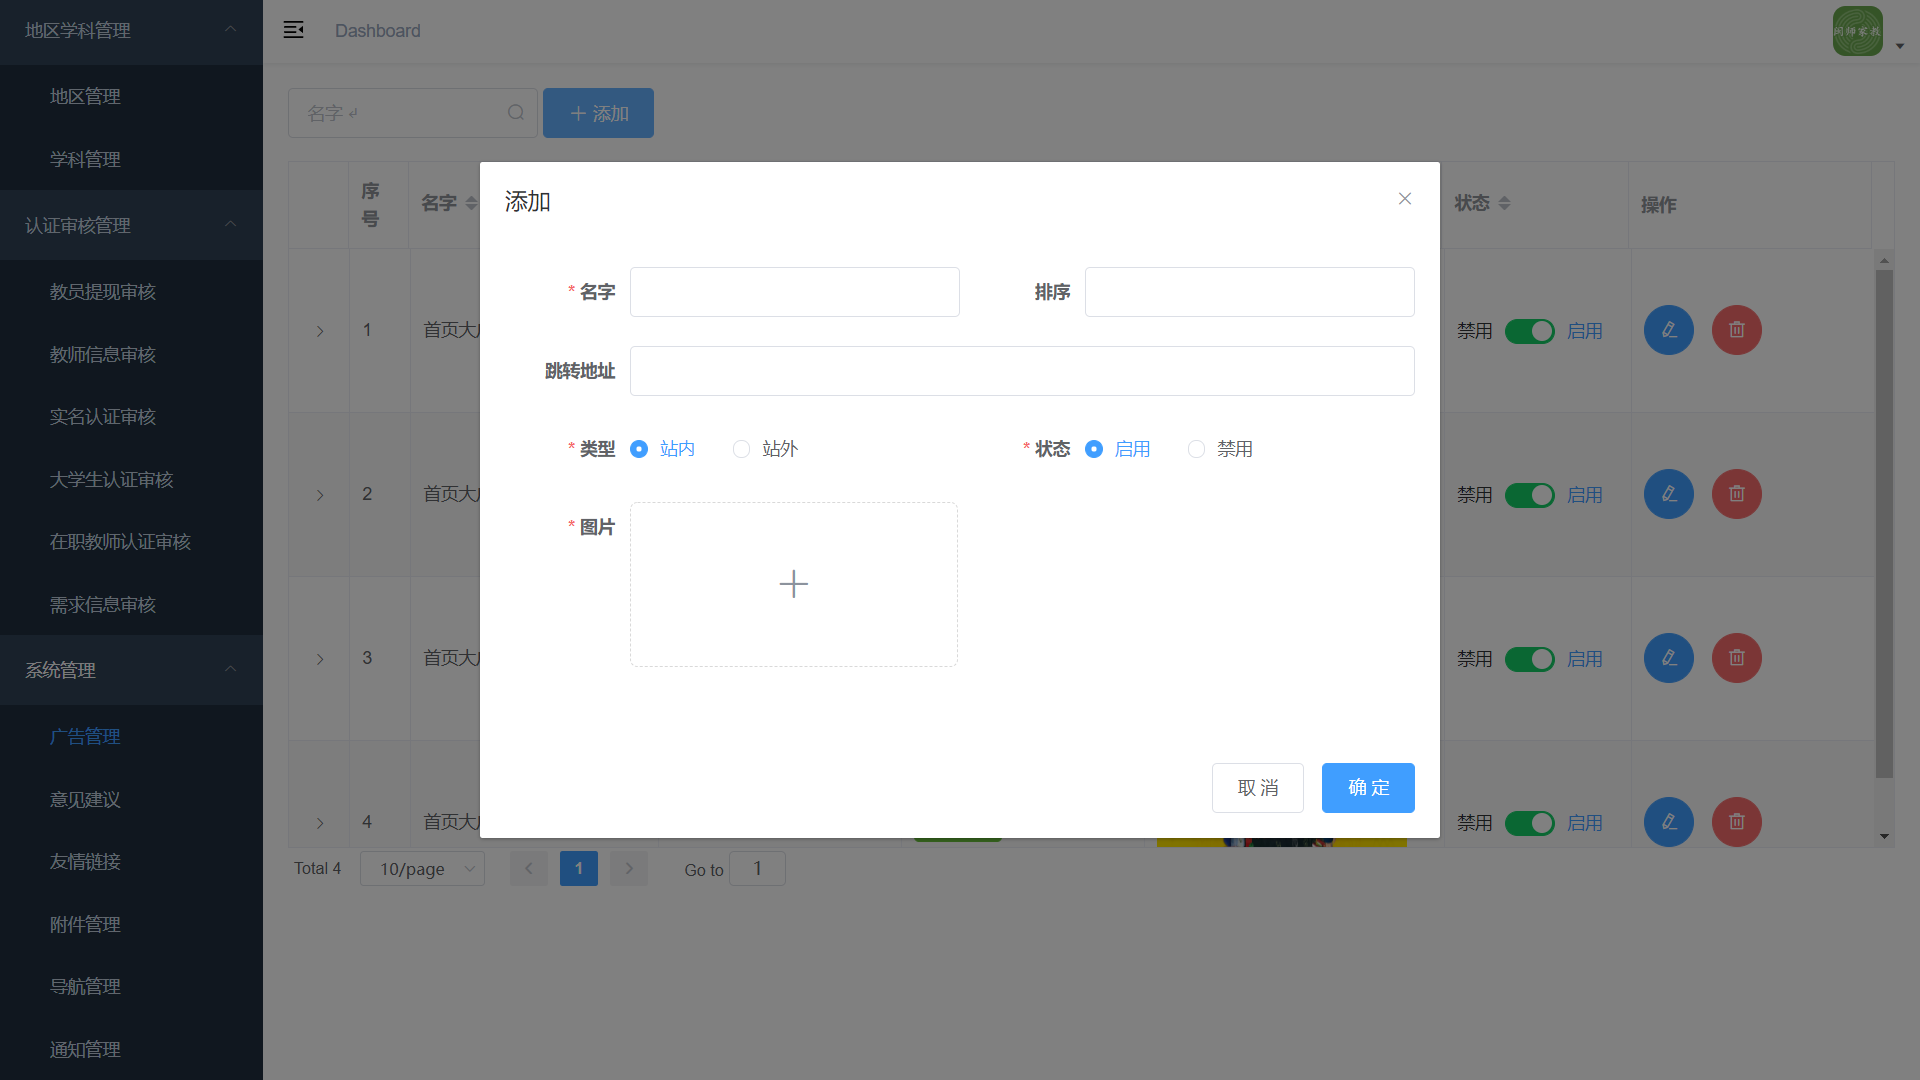 地区学科管理
地区管理
学科管理
认证审核管理
教员提现审核
教师信息审核
实名认证审核
大学生认证审核
在职教师认证审核
需求信息审核
系统管理
广告管理
意见建议
友情链接
附件管理
导航管理
通知管理
Dashboard
名字 ↲
添加
序号
名字
状态
操作
1
首页大
禁用
启用
2
首页大
禁用
启用
3
首页大
禁用
启用
4
首页大
禁用
启用
添加
* 名字
排序
跳转地址
* 类型
站内
站外
* 状态
启用
禁用
* 图片
取 消
确 定
Total 4
10/page
1
Go to
1